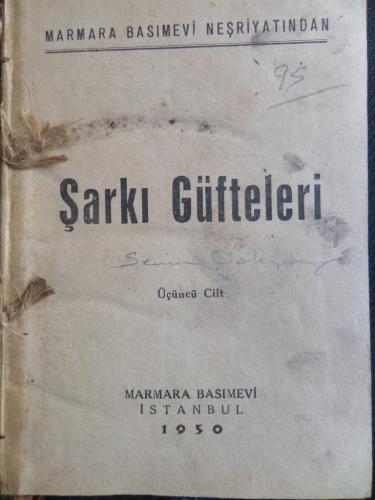 MARMARA BASIMEVİ NEŞRİYATINDAN
95
Şarkı Güfteleri
Üçüncü Cilt
MARMARA BASIMEVİ
İSTANBUL
1950